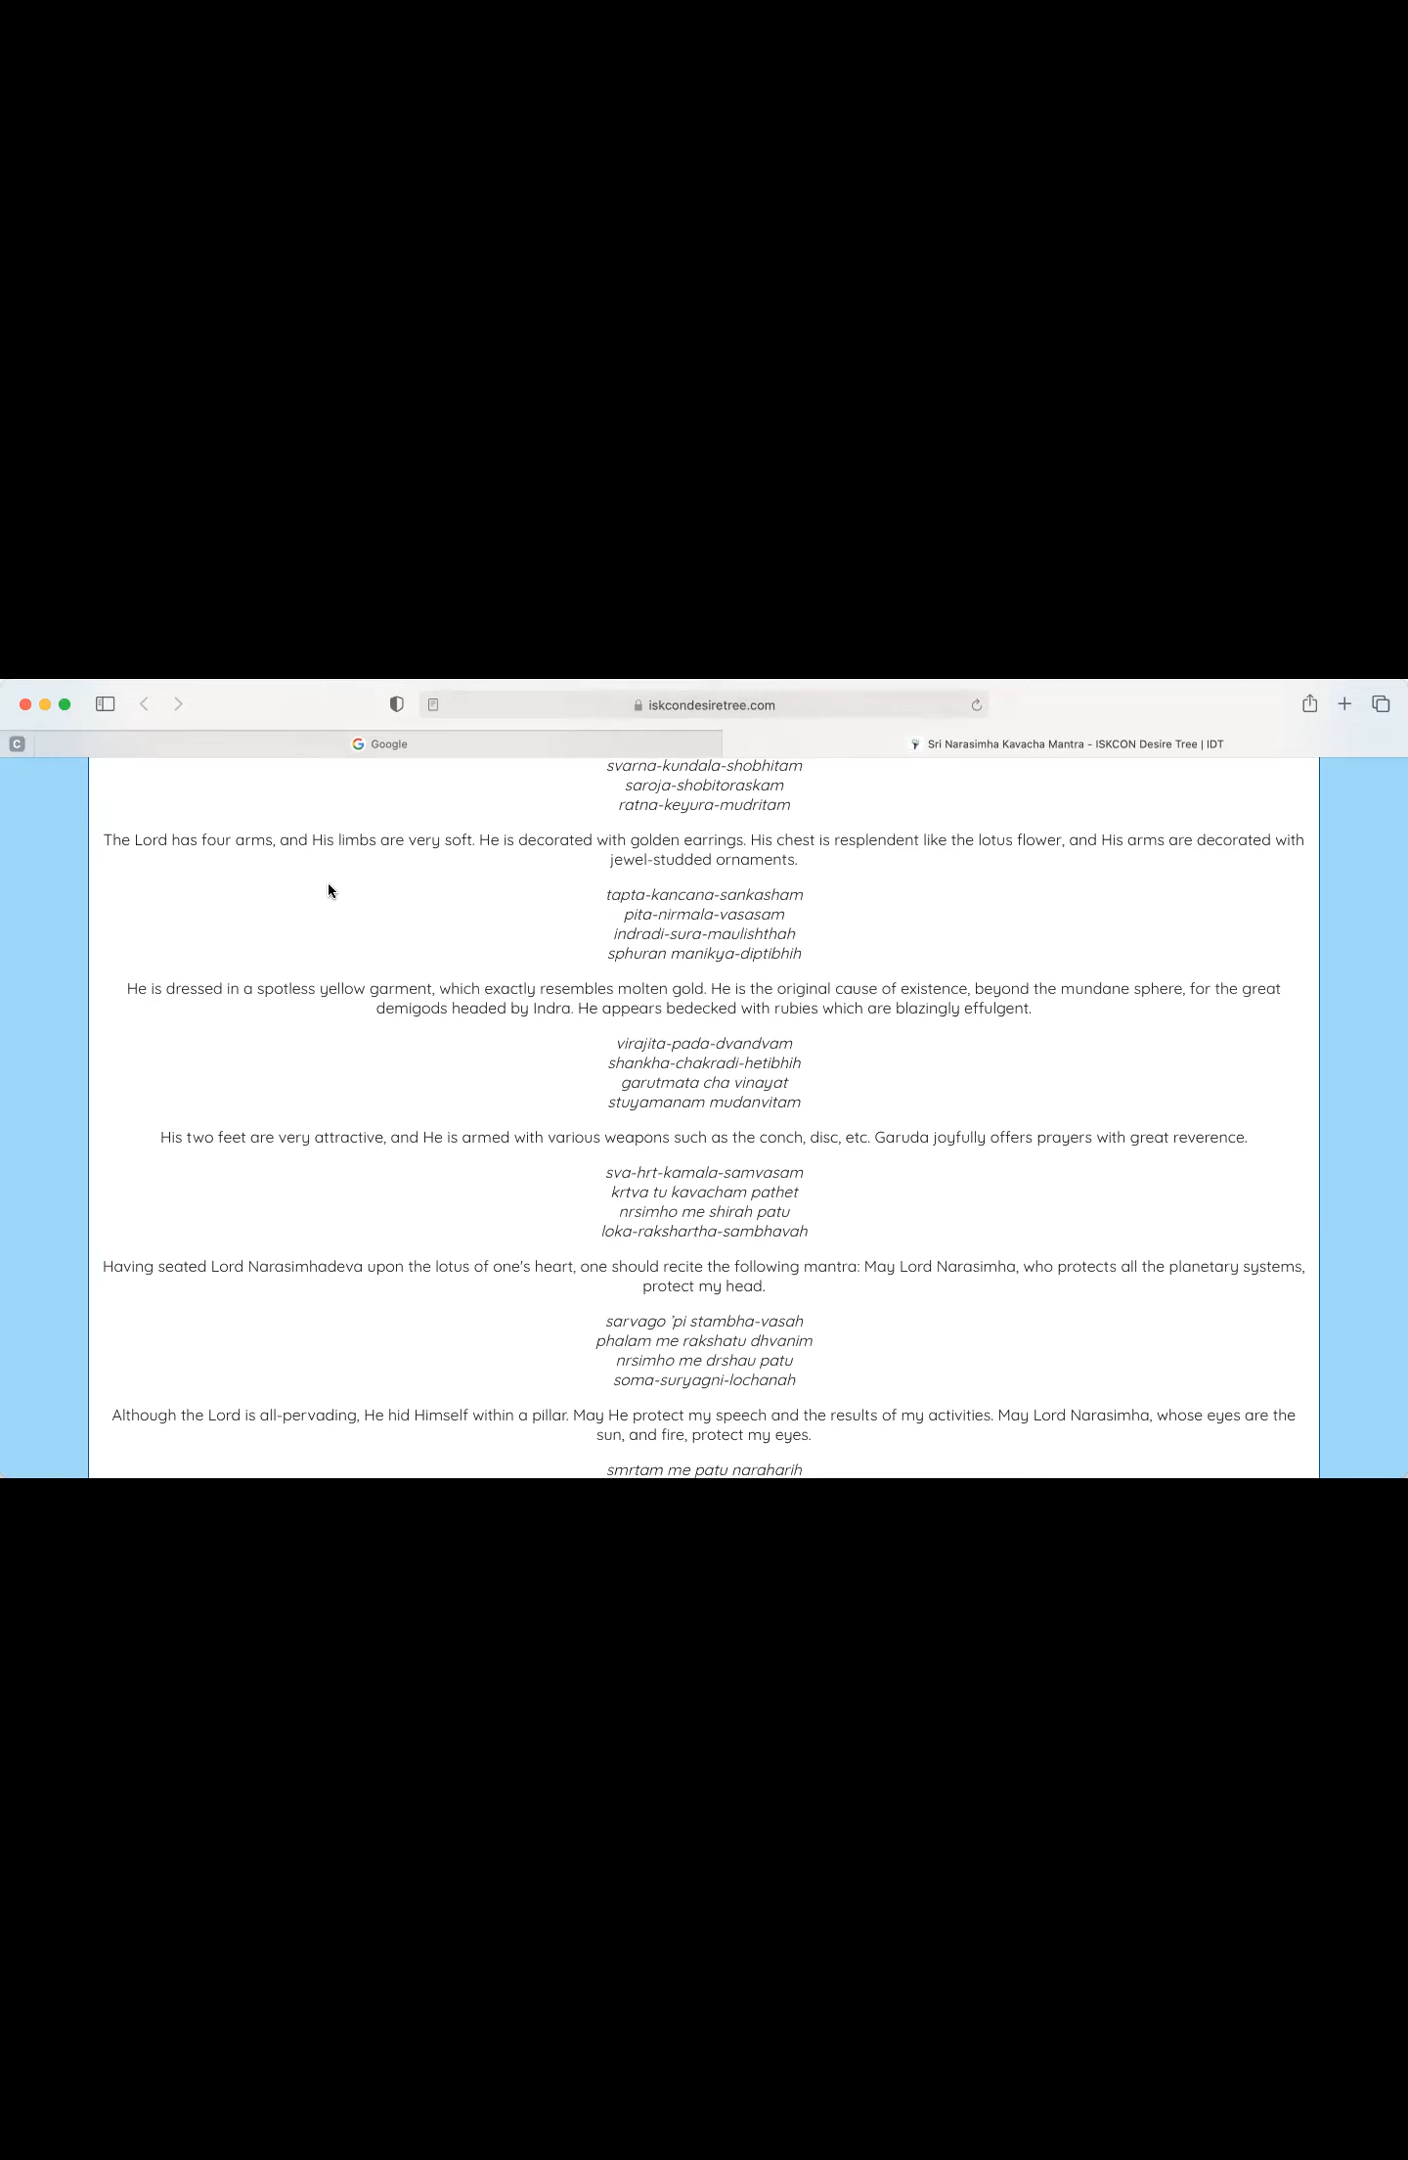 iskcondesiretree.com
C
Google
Sri Narasimha Kavacha Mantra - ISKCON Desire Tree | IDT
svarna-kundala-shobhitam
saroja-shobitoraskam
ratna-keyura-mudritam
The Lord has four arms, and His limbs are very soft. He is decorated with golden earrings. His chest is resplendent like the lotus flower, and His arms are decorated with
jewel-studded ornaments.
tapta-kancana-sankasham
pita-nirmala-vasasam
indradi-sura-maulishthah
sphuran manikya-diptibhih
He is dressed in a spotless yellow garment, which exactly resembles molten gold. He is the original cause of existence, beyond the mundane sphere, for the great
demigods headed by Indra. He appears bedecked with rubies which are blazingly effulgent.
virajita-pada-dvandvam
shankha-chakradi-hetibhih
garutmata cha vinayat
stuyamanam mudanvitam
His two feet are very attractive, and He is armed with various weapons such as the conch, disc, etc. Garuda joyfully offers prayers with great reverence.
sva-hrt-kamala-samvasam
krtva tu kavacham pathet
nrsimho me shirah patu
loka-rakshartha-sambhavah
Having seated Lord Narasimhadeva upon the lotus of one's heart, one should recite the following mantra: May Lord Narasimha, who protects all the planetary systems,
protect my head.
sarvago 'pi stambha-vasah
phalam me rakshatu dhvanim
nrsimho me drshau patu
soma-suryagni-lochanah
Although the Lord is all-pervading, He hid Himself within a pillar. May He protect my speech and the results of my activities. May Lord Narasimha, whose eyes are the
sun, and fire, protect my eyes.
smrtam me patu naraharih